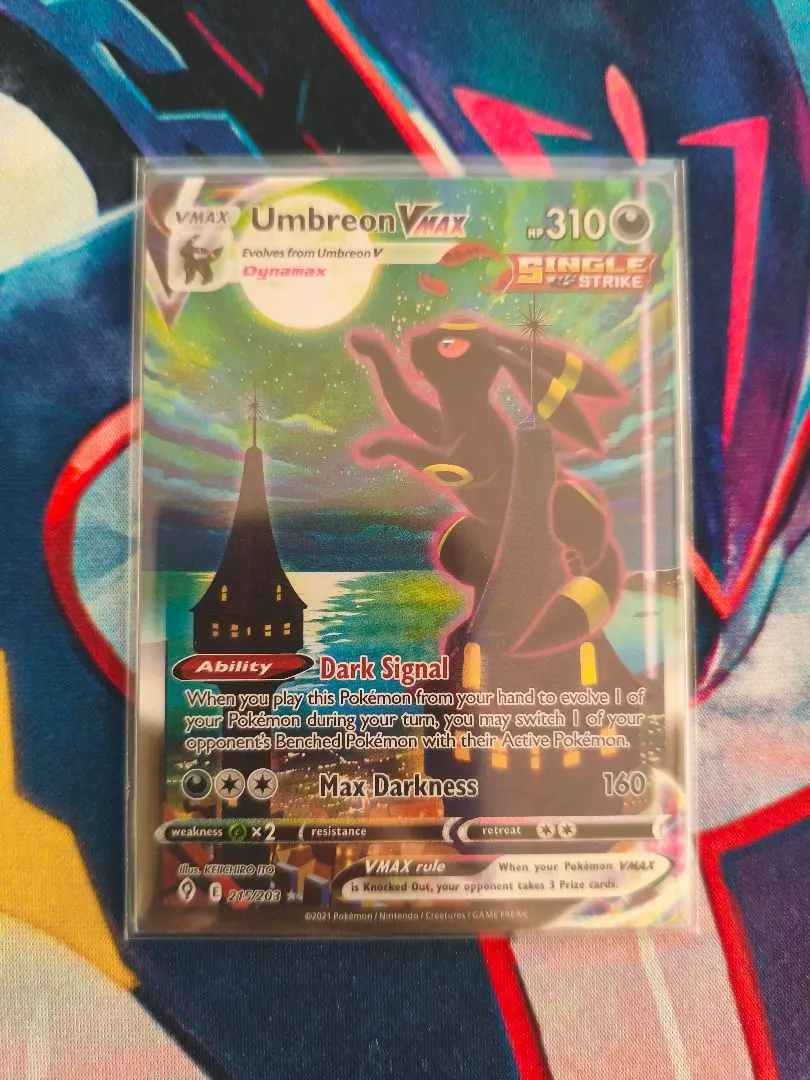 VMAX Umbreon VMAX HP 310
Evolves from Umbreon V
Dynamax
SINGLE
STRIKE
Ability Dark Signal
When you play this Pokémon from your hand to evolve 1 of
your Pokémon during your turn, you may switch 1 of your
opponent's Benched Pokémon with their Active Pokémon.
Max Darkness 160
weakness ×2 resistance retreat
Illus. KEIICHIRO ITO
VMAX rule When your Pokémon VMAX
is Knocked Out, your opponent takes 3 Prize cards.
E 215/203
©2021 Pokémon / Nintendo / Creatures / GAME FREAK